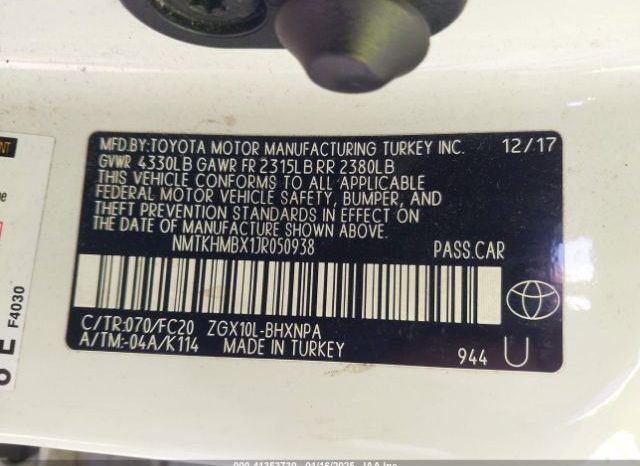 MFD.BY:TOYOTA MOTOR MANUFACTURING TURKEY INC. 12/17
GVWR 4330LB GAWR FR 2315LB RR 2380LB
THIS VEHICLE CONFORMS TO ALL APPLICABLE
FEDERAL MOTOR VEHICLE SAFETY, BUMPER, AND
THEFT PREVENTION STANDARDS IN EFFECT ON
THE DATE OF MANUFACTURE SHOWN ABOVE.
NMTKHMBX1JR050938 PASS.CAR
C/TR:070/FC20 ZGX10L-BHXNPA
A/TM:-04A/K114 MADE IN TURKEY
944 U
F4030